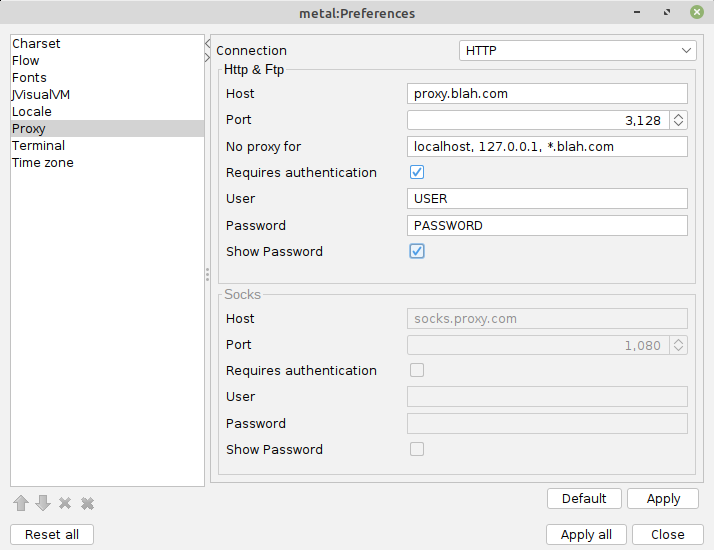 metal:Preferences
Charset
Flow
Fonts
JVisualVM
Locale
Proxy
Terminal
Time zone
Connection HTTP
Http & Ftp
Host proxy.blah.com
Port 3,128
No proxy for localhost, 127.0.0.1, *.blah.com
Requires authentication
User USER
Password PASSWORD
Show Password
Socks
Host socks.proxy.com
Port 1,080
Requires authentication
User
Password
Show Password
Default Apply
Reset all Apply all Close